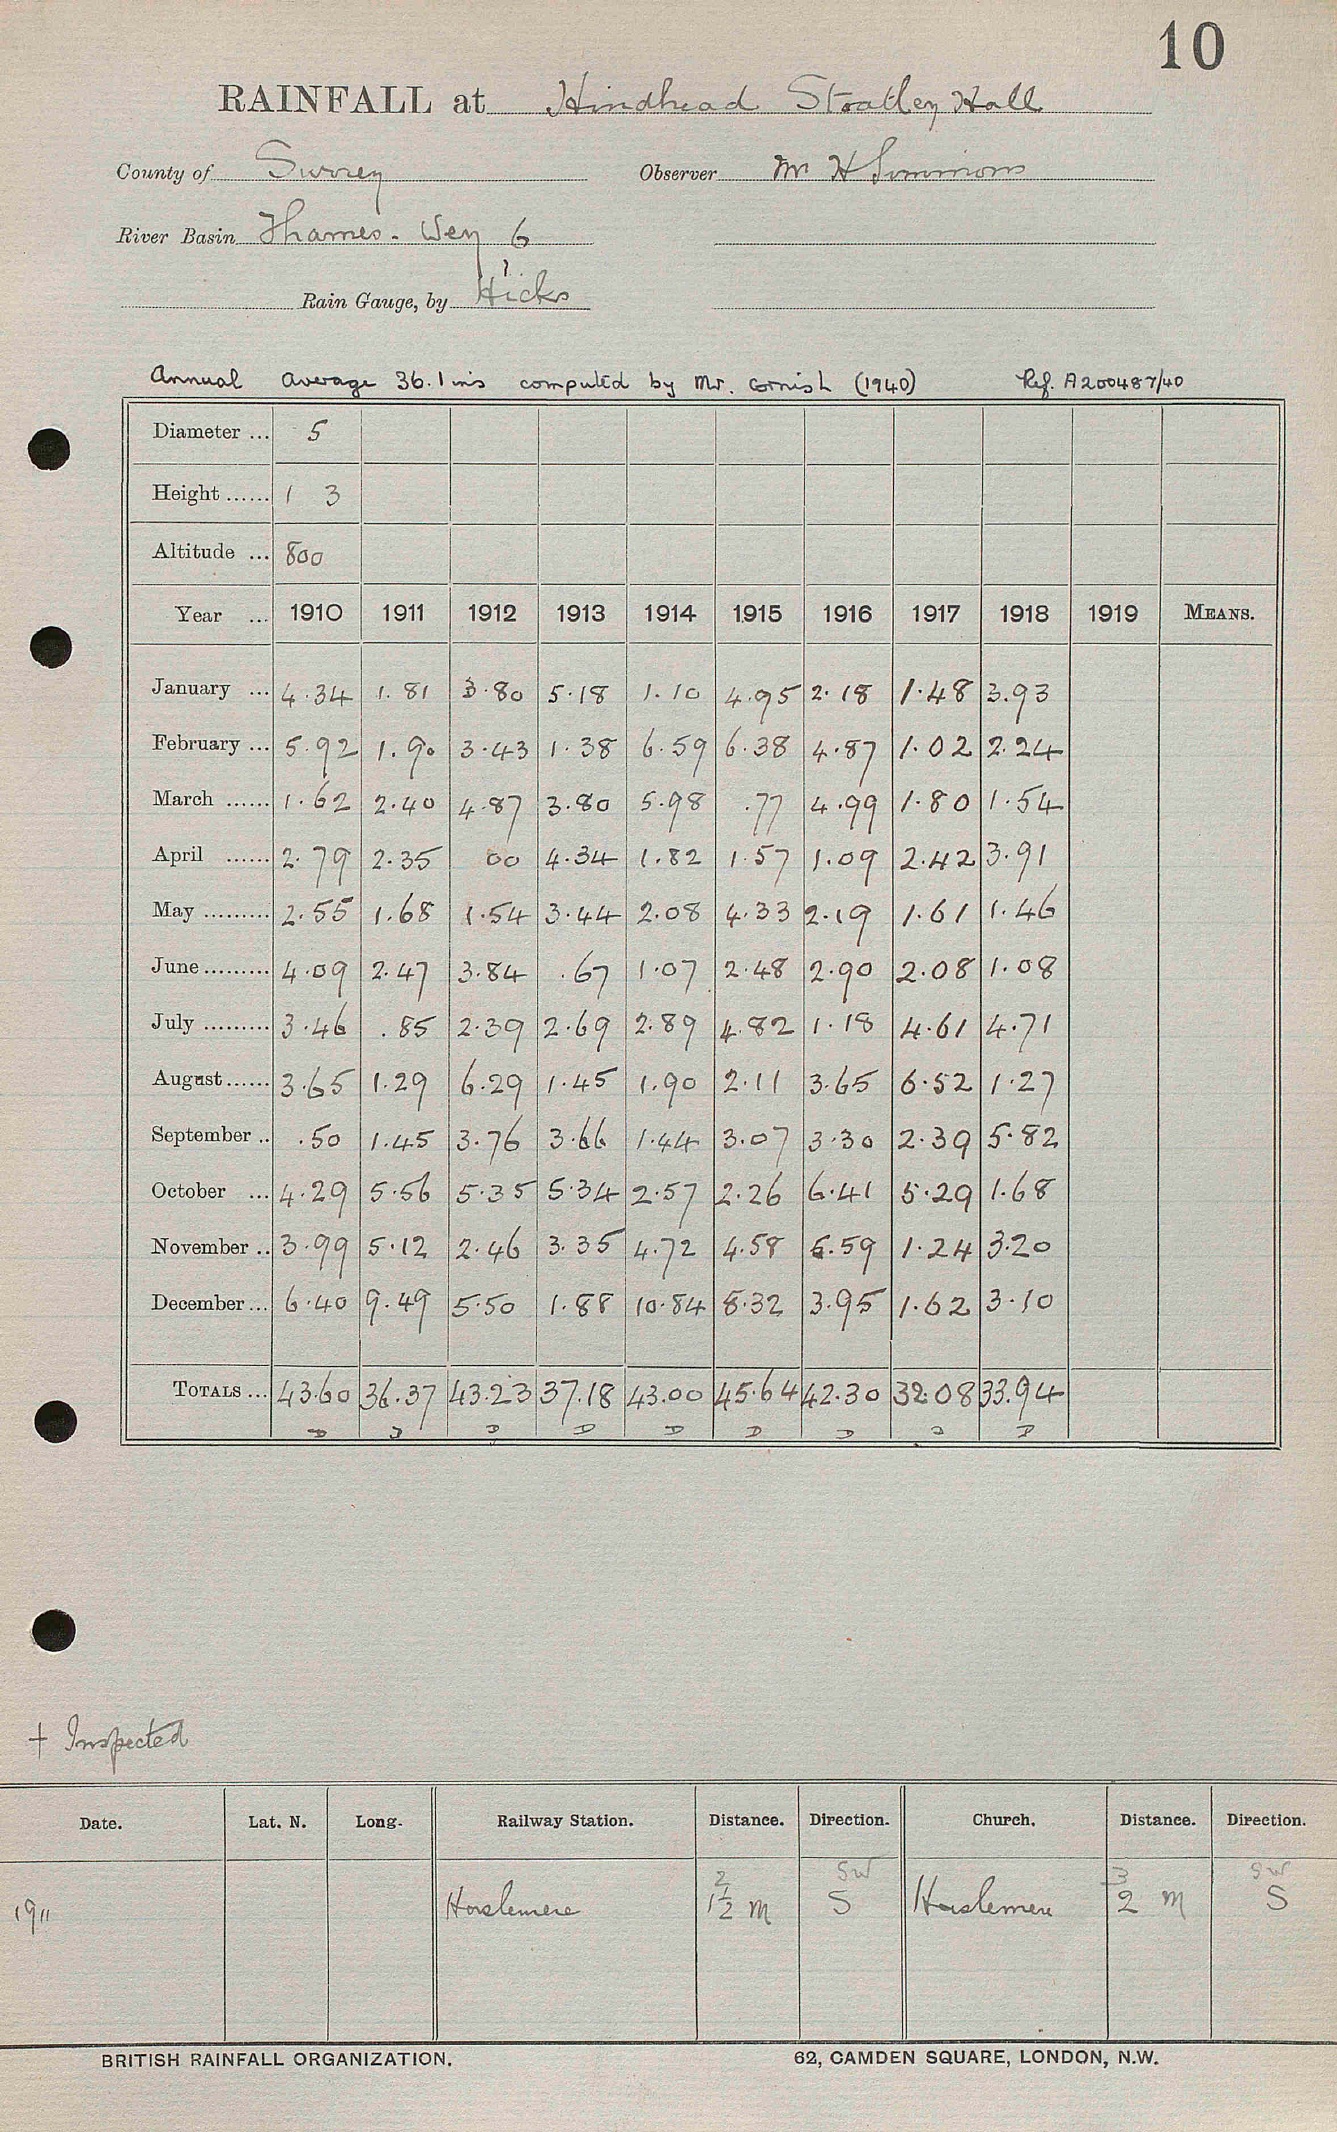 10
RAINFALL at Hindhead Stoatley Hall
County of Surrey Observer Mr H Simmons
River Basin Thames - Wey 6
Rain Gauge, by ? Hicks
Annual average 36.1 ins computed by Mr. Cornish (1940) Ref. A200487/40
Diameter ... 5
Height ...... 1 3
Altitude ... 800
Year ... 1910 1911 1912 1913 1914 1915 1916 1917 1918 1919 MEANS.
January ... 4.34 1.81 3.80 5.18 1.10 4.95 2.18 1.48 3.93
February ... 5.92 1.90 3.43 1.38 6.59 6.38 4.87 1.02 2.24
March ...... 1.62 2.40 4.87 3.80 5.98 .77 4.99 1.80 1.54
April ...... 2.79 2.35 00 4.34 1.82 1.57 1.09 2.42 3.91
May ......... 2.55 1.68 1.54 3.44 2.08 4.33 2.19 1.61 1.46
June ......... 4.09 2.47 3.84 .67 1.07 2.48 2.90 2.08 1.08
July ......... 3.46 .85 2.39 2.69 2.89 4.82 1.18 4.61 4.71
August ...... 3.65 1.29 6.29 1.45 1.90 2.11 3.65 6.52 1.27
September .. .50 1.45 3.76 3.66 1.44 3.07 3.30 2.39 5.82
October ... 4.29 5.56 5.35 5.34 2.57 2.26 6.41 5.29 1.68
November .. 3.99 5.12 2.46 3.35 4.72 4.58 5.59 1.24 3.20
December ... 6.40 9.49 5.50 1.88 10.84 8.32 3.95 1.62 3.10
TOTALS ... 43.60 36.37 43.23 37.18 43.00 45.64 42.30 32.08 33.94
D D D D D D D D D
+ Inspected
Date. Lat. N. Long. Railway Station. Distance. Direction. Church. Distance. Direction.
2 SW 3 SW
1911 Haslemere 1½ M S Haslemere 2 M S
BRITISH RAINFALL ORGANIZATION. 62, CAMDEN SQUARE, LONDON, N.W.